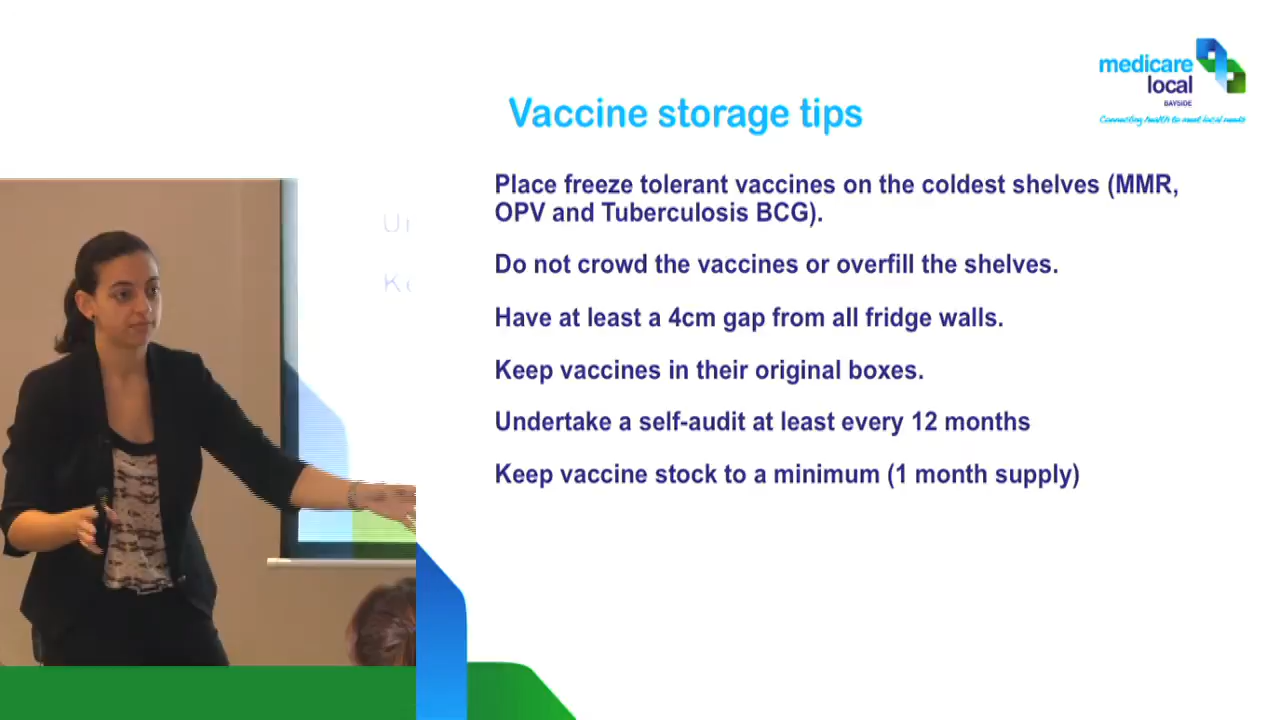 medicare
local
BAYSIDE
Connecting health to meet local needs
Vaccine storage tips
Place freeze tolerant vaccines on the coldest shelves (MMR,
OPV and Tuberculosis BCG).
Do not crowd the vaccines or overfill the shelves.
Have at least a 4cm gap from all fridge walls.
Keep vaccines in their original boxes.
Undertake a self-audit at least every 12 months
Keep vaccine stock to a minimum (1 month supply)